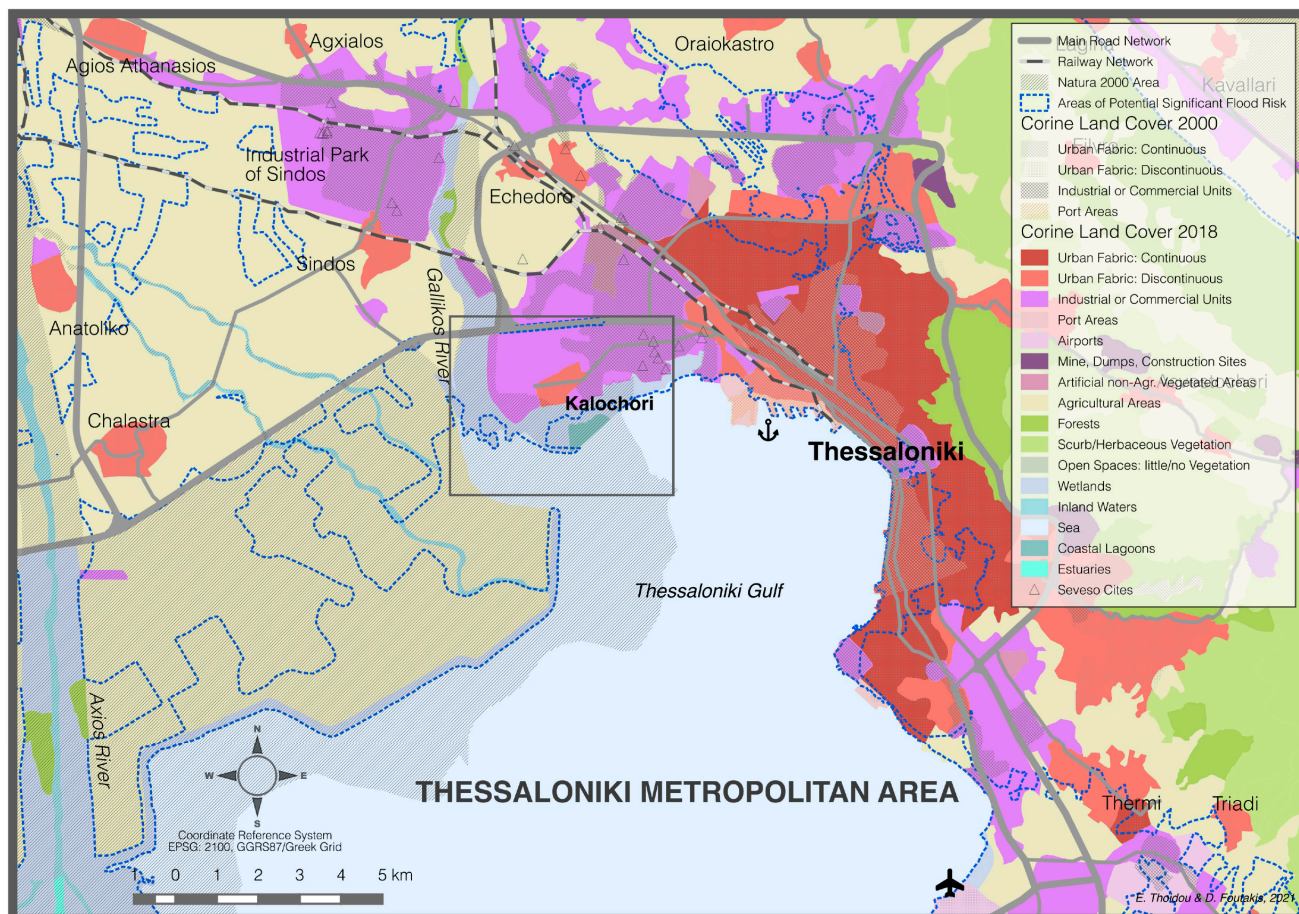 Agxialos
Oraiokastro
Agios Athanasios
Industrial Park
of Sindos
Echedoro
Sindos
Gallikos River
Anatoliko
Kalochori
Chalastra
Thessaloniki
Thessaloniki Gulf
Axios River
N
W
E
S
THESSALONIKI METROPOLITAN AREA
Thermi
Triadi
Coordinate Reference System
EPSG: 2100, GGRS87/Greek Grid
1 0 1 2 3 4 5 km
E. Thoidou & D. Foutakis, 2021
Main Road Network
Lagina
Railway Network
Natura 2000 Area
Kavallari
Areas of Potential Significant Flood Risk
Corine Land Cover 2000
Filyro
Urban Fabric: Continuous
Urban Fabric: Discontinuous
Industrial or Commercial Units
Port Areas
Corine Land Cover 2018
Urban Fabric: Continuous
Urban Fabric: Discontinuous
Industrial or Commercial Units
Port Areas
Airports
Mine, Dumps, Construction Sites
Artificial non-Agr. Vegetated Areas
Agricultural Areas
Forests
Scurb/Herbaceous Vegetation
Open Spaces: little/no Vegetation
Wetlands
Inland Waters
Sea
Coastal Lagoons
Estuaries
Seveso Cites